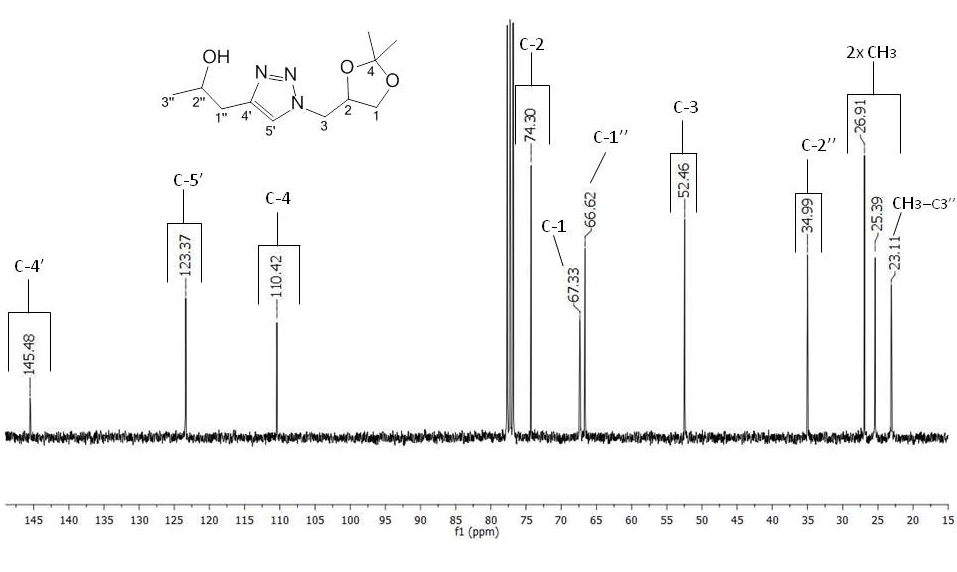 OH
N
N
N
O
O
4
3''
2''
1''
4'
5'
3
2
1
C-4′
145.48
C-5′
123.37
C-4
110.42
C-2
74.30
C-1
67.33
C-1′′
66.62
C-3
52.46
C-2′′
34.99
2x CH3
26.91
25.39
CH3–C3′′
23.11
145 140 135 130 125 120 115 110 105 100 95 90 85 80 75 70 65 60 55 50 45 40 35 30 25 20 15
f1 (ppm)